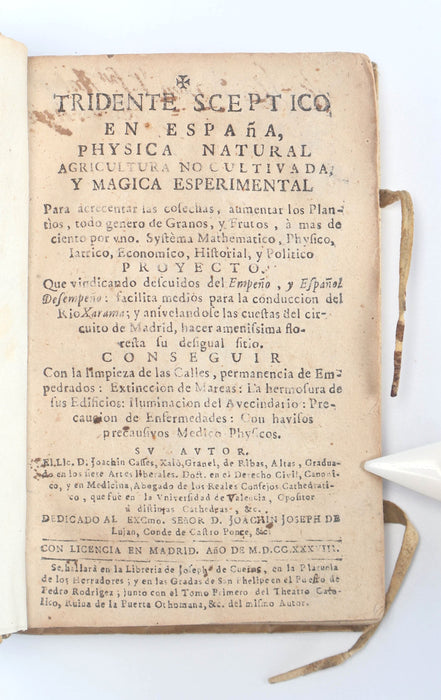 TRIDENTE SCEPTICO
EN ESPAñA,
PHYSICA NATURAL
AGRICULTURA NO CULTIVADA,
Y MAGICA ESPERIMENTAL
Para acrecentar las cosechas, aumentar los Plan-
tios, todo genero de Granos, y Frutos, à mas de
ciento por vno. Systèma Mathematico, Physico,
Iatrico, Economico, Historial, y Politico
PROYECTO.
Que vindicando descuidos del Empeño, y Español
Desempeño: facilita medios para la conduccion del
Rio Xarama; y anivelandose las cuestas del cir-
cuito de Madrid, hacer amenissima flo-
resta su desigual sitio.
CONSEGUIR
Con la limpieza de las Calles, permanencia de Em-
pedrados: Extinccion de Mareas: La hermosura de
sus Edificios: Iluminacion del Avecindario: Pre-
caucion de Enfermedades: Con havisos
precausivos Medico Physicos.
SV AVTOR.
El Lic. D. Joachin Casses, Xalò, Granel, de Ribas, Altas, Gradua-
do en los siete Artes liberales. Doct. en el Derecho Civil, Canoni-
co, y en Medicina, Abogado de los Reales Consejos Cathedrati-
co, que fuè en la Vniversidad de Valencia, Opositor
à distintas Cathedras, &c.
DEDICADO AL EXCmo. SEñOR D. JOACHIN JOSEPH DE
Lujan, Conde de Castro Ponce, &c.
CON LICENCIA EN MADRID. Año DE M.D.CC.XXXVIII.
Se hallarà en la Libreria de Joseph de Cueñas, en la Plazuela
de los Herradores; y en las Gradas de San Phelipe en el Puesto de
Pedro Rodrigez; junto con el Tomo Primero del Theatro Cato-
lico, Ruina de la Puerta Othomana, &c. del mismo Autor.